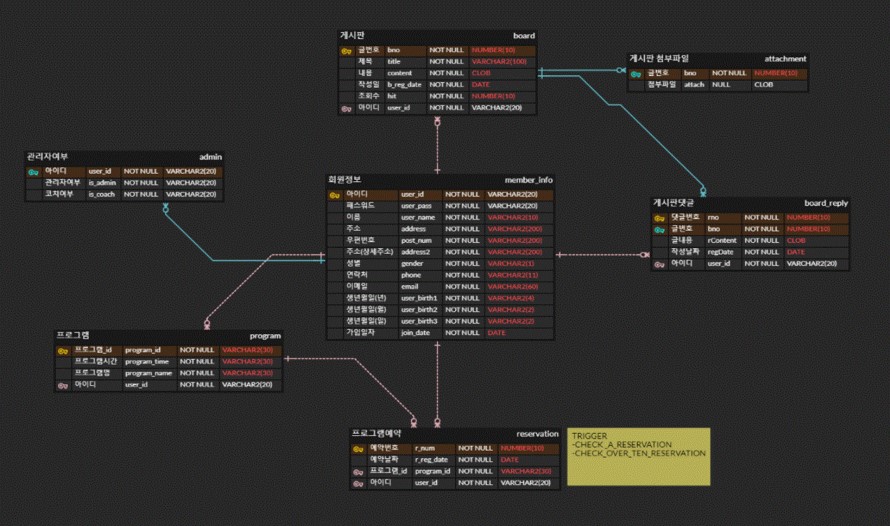 게시판 board
글번호 bno NOT NULL NUMBER(10)
제목 title NOT NULL VARCHAR2(100)
내용 content NOT NULL CLOB
작성일 b_reg_date NOT NULL DATE
조회수 hit NOT NULL NUMBER(10)
아이디 user_id NOT NULL VARCHAR2(20)
게시판 첨부파일 attachment
글번호 bno NOT NULL NUMBER(10)
첨부파일 attach NULL CLOB
관리자여부 admin
아이디 user_id NOT NULL VARCHAR2(20)
관리자여부 is_admin NOT NULL VARCHAR2(20)
코치여부 is_coach NOT NULL VARCHAR2(20)
회원정보 member_info
아이디 user_id NOT NULL VARCHAR2(20)
패스워드 user_pass NOT NULL VARCHAR2(20)
이름 user_name NOT NULL VARCHAR2(10)
주소 address NOT NULL VARCHAR2(200)
우편번호 post_num NOT NULL VARCHAR2(200)
주소(상세주소) address2 NOT NULL VARCHAR2(200)
성별 gender NOT NULL VARCHAR2(1)
연락처 phone NOT NULL VARCHAR2(11)
이메일 email NOT NULL VARCHAR2(60)
생년월일(년) user_birth1 NOT NULL VARCHAR2(4)
생년월일(월) user_birth2 NOT NULL VARCHAR2(2)
생년월일(일) user_birth3 NOT NULL VARCHAR2(2)
가입일자 join_date NOT NULL DATE
게시판댓글 board_reply
댓글번호 rno NOT NULL NUMBER(10)
글번호 bno NOT NULL NUMBER(10)
글내용 rContent NOT NULL CLOB
작성날짜 regDate NOT NULL DATE
아이디 user_id NOT NULL VARCHAR2(20)
프로그램 program
프로그램_id program_id NOT NULL VARCHAR2(30)
프로그램시간 program_time NOT NULL VARCHAR2(30)
프로그램명 program_name NOT NULL VARCHAR2(30)
아이디 user_id NOT NULL VARCHAR2(20)
프로그램예약 reservation
예약번호 r_num NOT NULL NUMBER(10)
예약날짜 r_reg_date NOT NULL DATE
프로그램_id program_id NOT NULL VARCHAR2(30)
아이디 user_id NOT NULL VARCHAR2(20)
TRIGGER
-CHECK_A_RESERVATION
-CHECK_OVER_TEN_RESERVATION